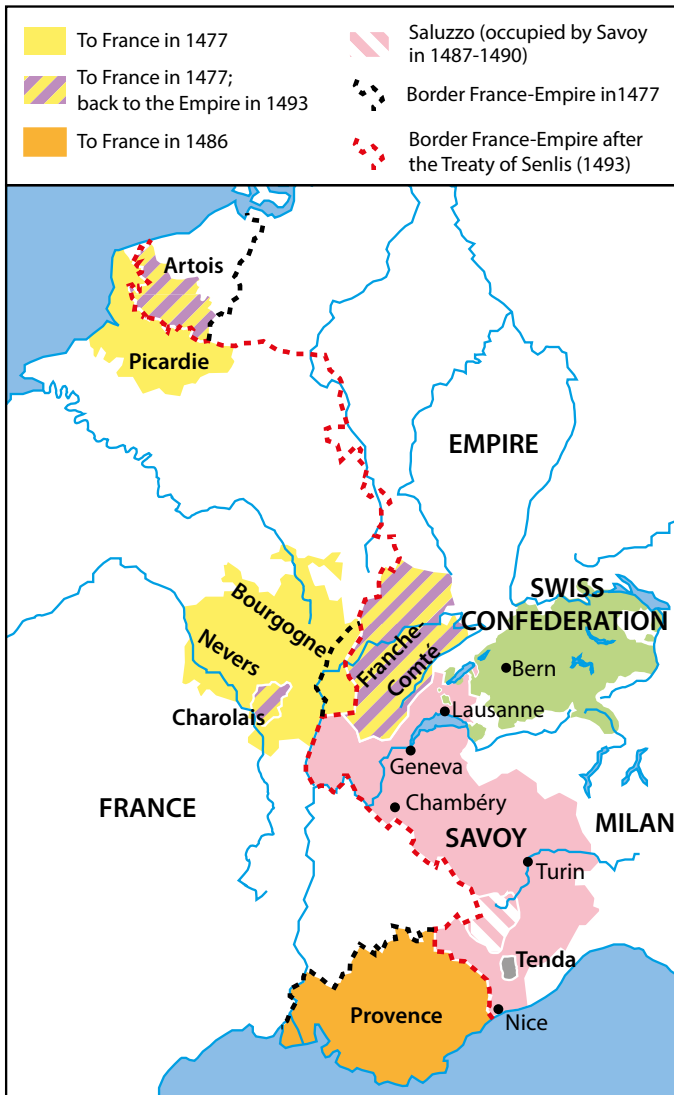 To France in 1477
To France in 1477;
back to the Empire in 1493
To France in 1486
Saluzzo (occupied by Savoy
in 1487-1490)
Border France-Empire in1477
Border France-Empire after
the Treaty of Senlis (1493)
Artois
Picardie
EMPIRE
SWISS
CONFEDERATION
Bourgogne
Nevers
Franche-
Comté
Bern
Charolais
Lausanne
Geneva
FRANCE
Chambéry
SAVOY
MILAN
Turin
Tenda
Provence
Nice